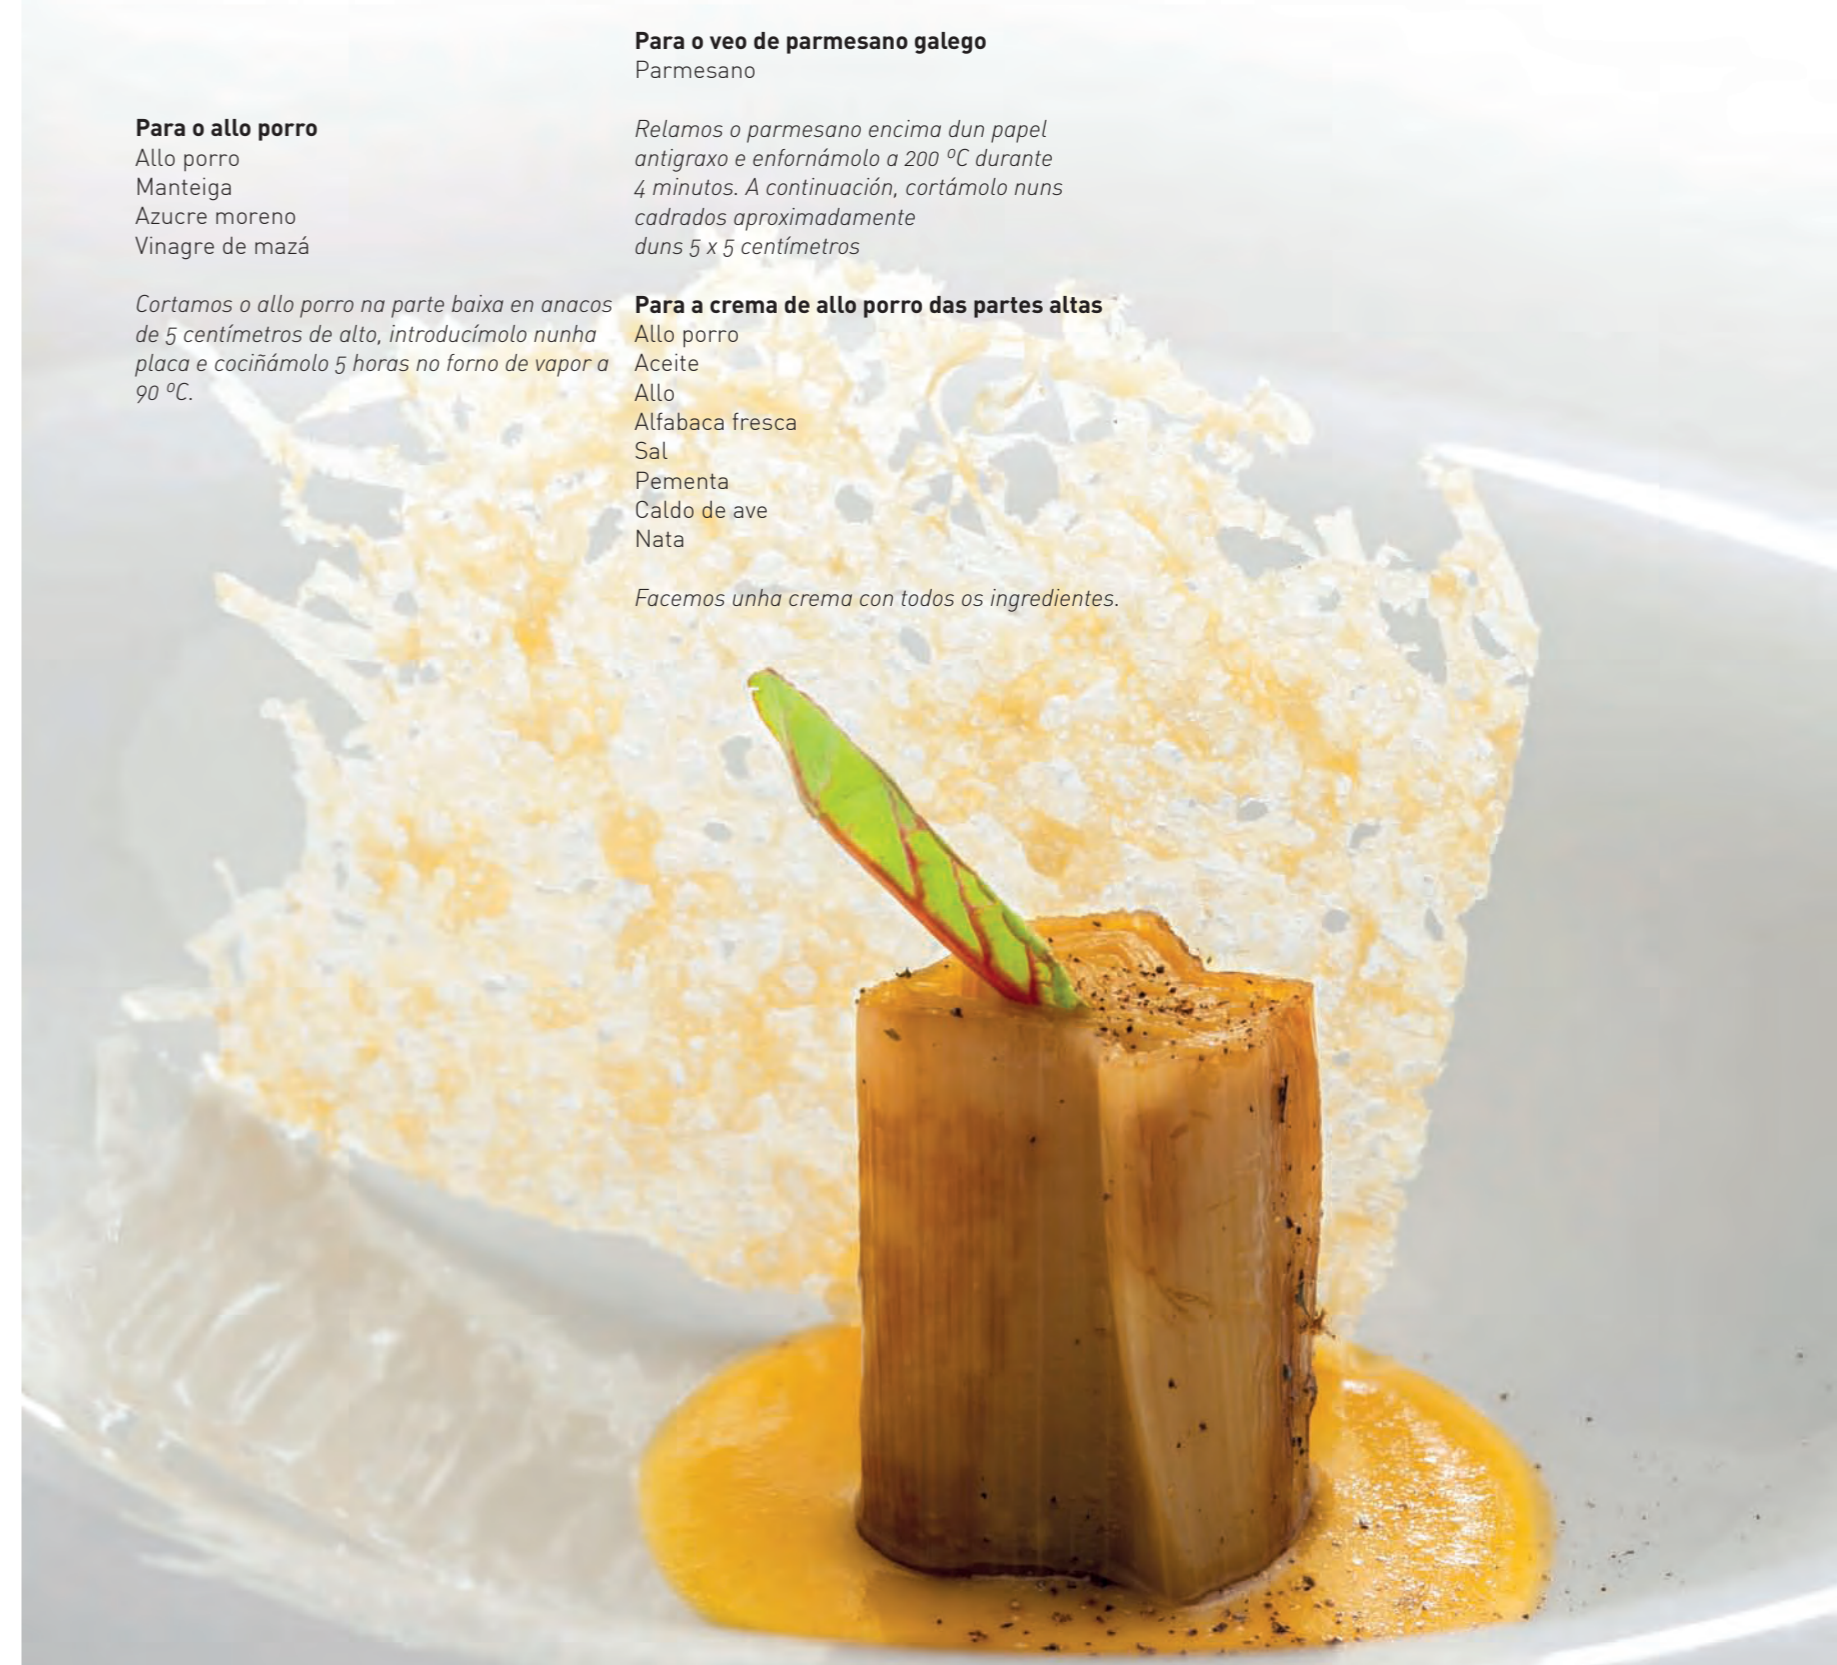 Para o allo porro
Allo porro
Manteiga
Azucre moreno
Vinagre de mazá
Cortamos o allo porro na parte baixa en anacos
de 5 centímetros de alto, introducímolo nunha
placa e cociñámolo 5 horas no forno de vapor a
90 ºC.
Para o veo de parmesano galego
Parmesano
Relamos o parmesano encima dun papel
antigraxo e enfornámolo a 200 ºC durante
4 minutos. A continuación, cortámolo nuns
cadrados aproximadamente
duns 5 x 5 centímetros
Para a crema de allo porro das partes altas
Allo porro
Aceite
Allo
Alfabaca fresca
Sal
Pementa
Caldo de ave
Nata
Facemos unha crema con todos os ingredientes.